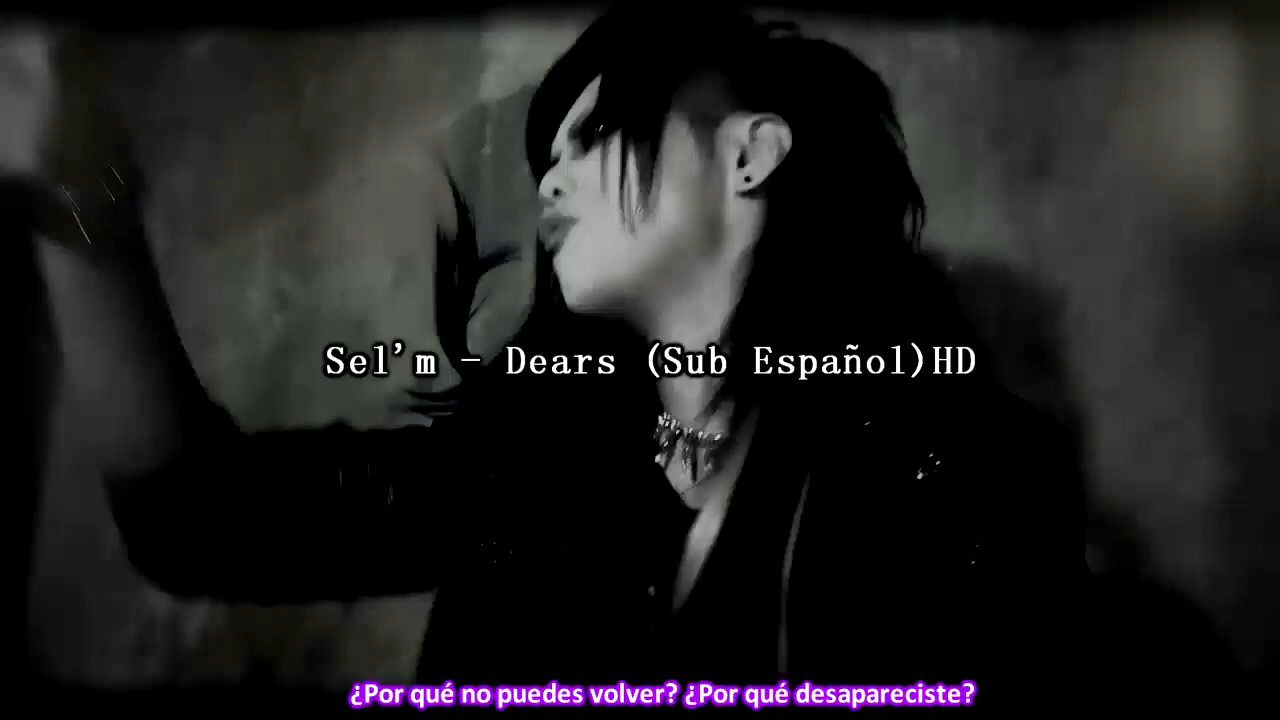 Sel'm - Dears (Sub Español)HD
¿Por qué no puedes volver? ¿Por qué desapareciste?